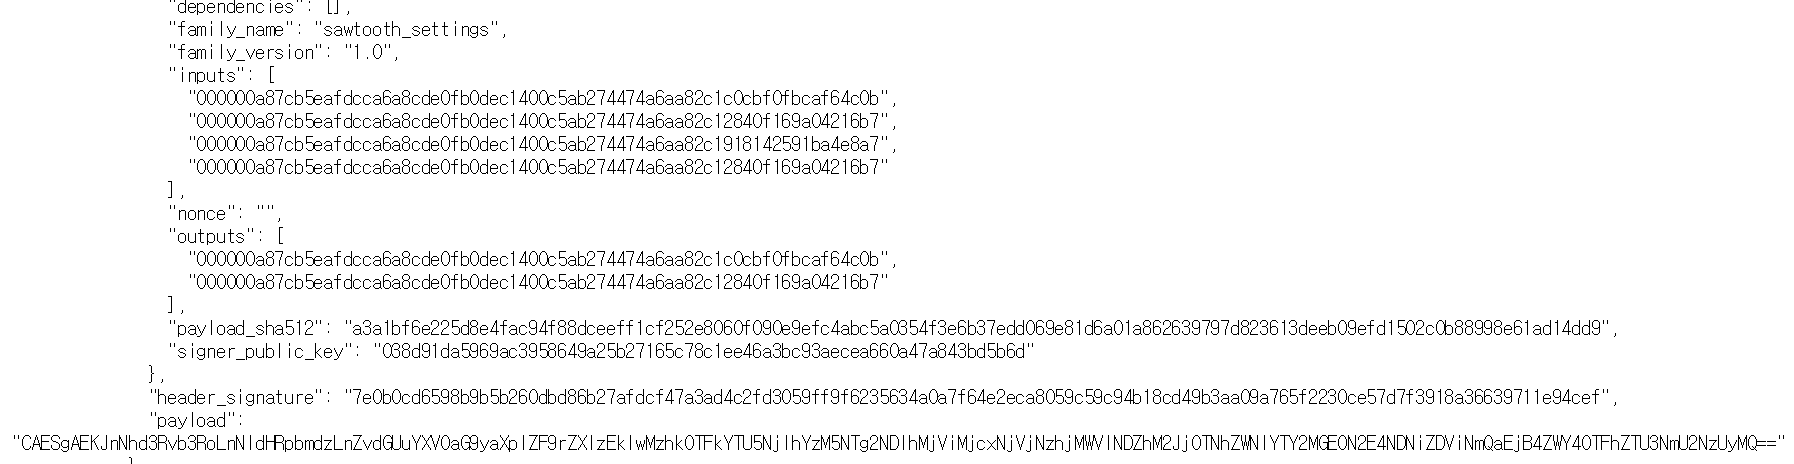 "dependencies": [],
"family_name": "sawtooth_settings",
"family_version": "1.0",
"inputs": [
"000000a87cb5eafdcca6a8cde0fb0dec1400c5ab274474a6aa82c1c0cbf0fbcaf64c0b",
"000000a87cb5eafdcca6a8cde0fb0dec1400c5ab274474a6aa82c12840f169a04216b7",
"000000a87cb5eafdcca6a8cde0fb0dec1400c5ab274474a6aa82c1918142591ba4e8a7",
"000000a87cb5eafdcca6a8cde0fb0dec1400c5ab274474a6aa82c12840f169a04216b7"
],
"nonce": "",
"outputs": [
"000000a87cb5eafdcca6a8cde0fb0dec1400c5ab274474a6aa82c1c0cbf0fbcaf64c0b",
"000000a87cb5eafdcca6a8cde0fb0dec1400c5ab274474a6aa82c12840f169a04216b7"
],
"payload_sha512": "a3a1bf6e225d8e4fac94f88dceeff1cf252e8060f090e9efc4abc5a0354f3e6b37edd069e81d6a01a862639797d823613deeb09efd1502c0b88998e61ad14dd9",
"signer_public_key": "038d91da5969ac3958649a25b27165c78c1ee46a3bc93aecea660a47a843bd5b6d"
},
"header_signature": "7e0b0cd6598b9b5b260dbd86b27afdcf47a3ad4c2fd3059ff9f6235634a0a7f64e2eca8059c59c94b18cd49b3aa09a765f2230ce57d7f3918a36639711e94cef",
"payload":
"CAESgAEKJnNhd3Rvb3RoLnNldHRpbmdzLnZvdGUuYXV0aG9yaXplZF9rZXlzEkIwMzhkOTFkYTU5NjlhYzM5NTg2NDlhMjViMjcxNjVjNzhjMWVlNDZhM2JjOTNhZWNlYTY2MGE0N2E4NDNiZDViNmQaEjB4ZWY4OTFhZTU3NmU2NzUyMQ=="
}